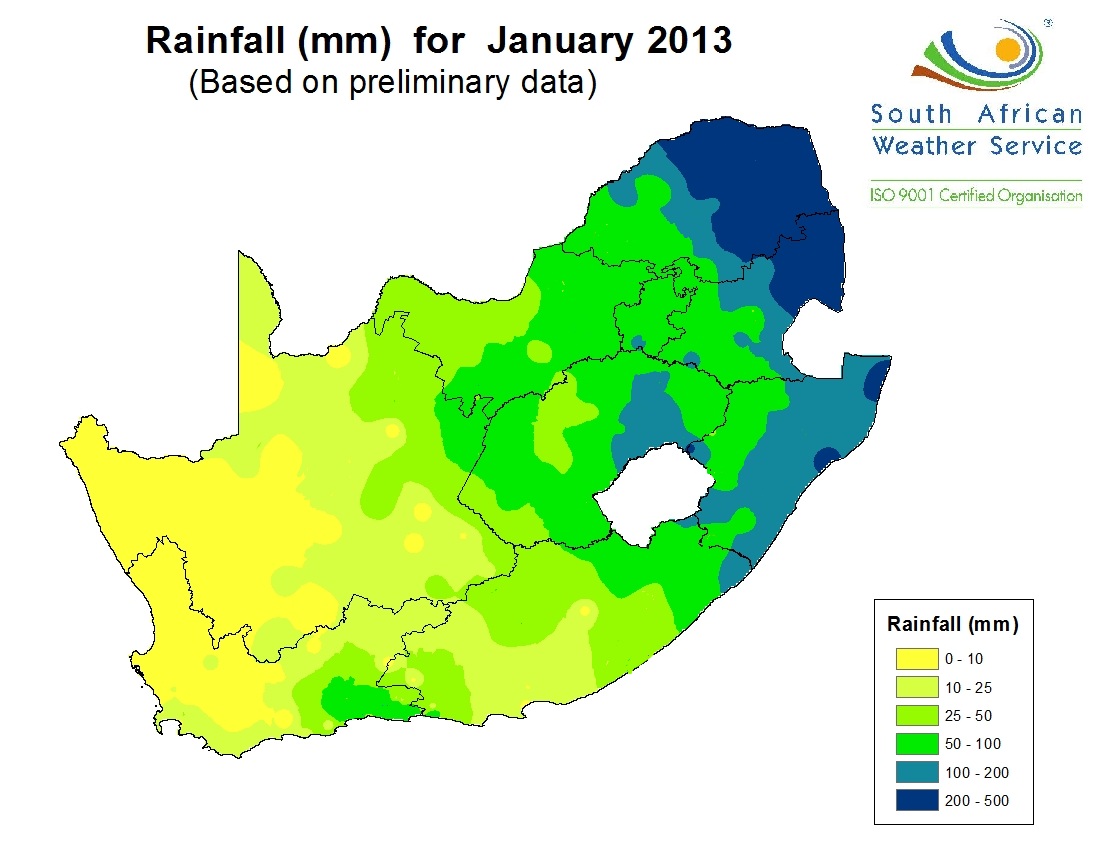 Rainfall (mm) for January 2013
(Based on preliminary data)
South African
Weather Service
ISO 9001 Certified Organisation
Rainfall (mm)
0 - 10
10 - 25
25 - 50
50 - 100
100 - 200
200 - 500